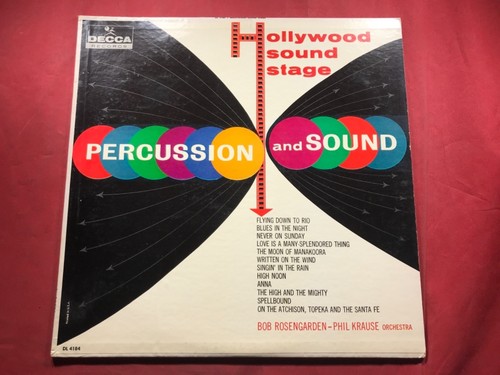 DECCA
RECORDS
Hollywood
sound
stage
PERCUSSION and SOUND
FLYING DOWN TO RIO
BLUES IN THE NIGHT
NEVER ON SUNDAY
LOVE IS A MANY-SPLENDORED THING
THE MOON OF MANAKOORA
WRITTEN ON THE WIND
SINGIN' IN THE RAIN
HIGH NOON
ANNA
THE HIGH AND THE MIGHTY
SPELLBOUND
ON THE ATCHISON, TOPEKA AND THE SANTA FE
BOB ROSENGARDEN–PHIL KRAUSE ORCHESTRA
DL 4184